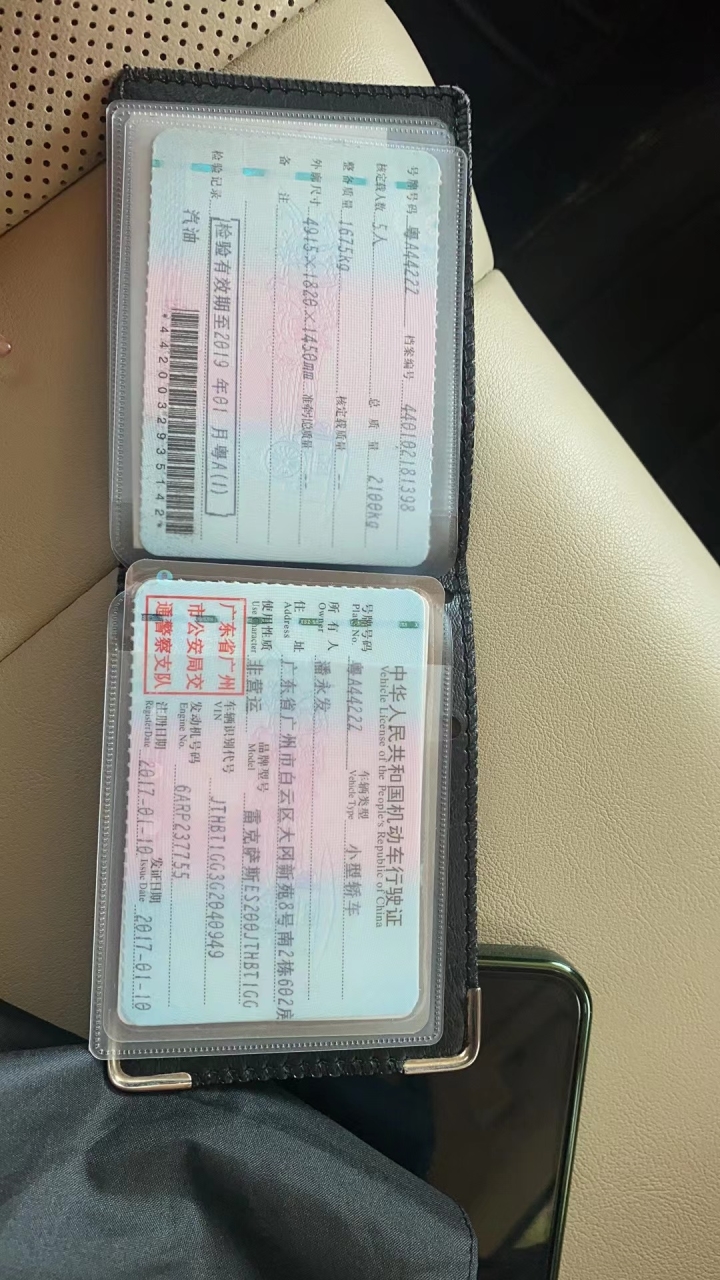 中华人民共和国机动车行驶证
Vehicle License of the People's Republic of China
号牌号码 粤A44222 车辆类型 小型轿车
Plate No. Vehicle Type
所有人 潘永发
Owner
住址 广东省广州市白云区大冈新苑8号南2栋602房
Address
使用性质 非营运 品牌型号 雷克萨斯ES200JTHBT1GG
Use Character Model
广东省广州
市公安局交
通警察支队
车辆识别代号 JTHBT1GG3G2040949
VIN
发动机号码 6ARP237755
Engine No.
注册日期 2017-01-10 发证日期 2017-01-10
Register Date Issue Date
号牌号码 粤A44222 档案编号 440102181398
核定载人数 5人 总质量 2100kg
整备质量 1675kg 核定载质量 --
外廓尺寸 4915×1820×1450mm 准牵引总质量 --
备注
检验记录 检验有效期至2019年01月粤A(1)
汽油
*4420032935142*